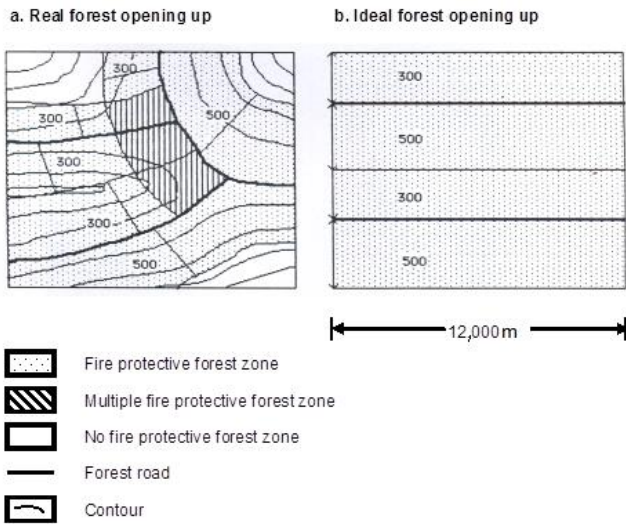 a. Real forest opening up
b. Ideal forest opening up
300
500
300
300
300
500
300
500
300
500
12,000m
Fire protective forest zone
Multiple fire protective forest zone
No fire protective forest zone
Forest road
Contour